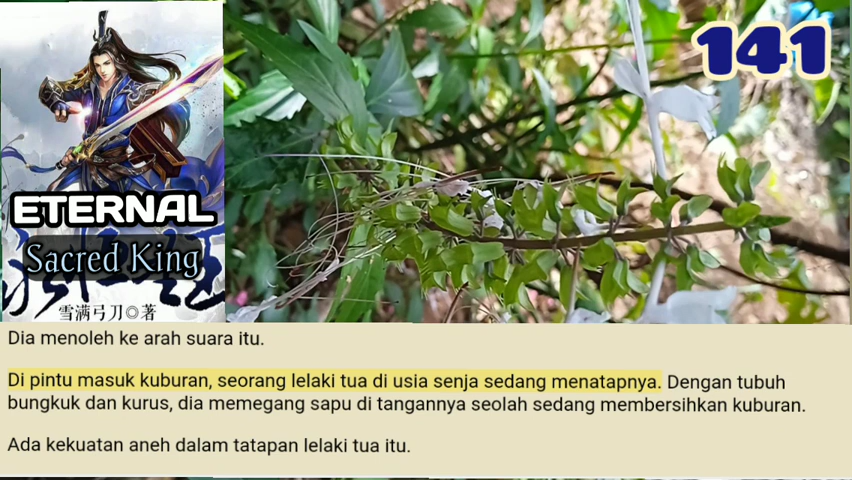 141
ETERNAL
Sacred King
雪满弓刀◎著
Dia menoleh ke arah suara itu.
Di pintu masuk kuburan, seorang lelaki tua di usia senja sedang menatapnya. Dengan tubuh
bungkuk dan kurus, dia memegang sapu di tangannya seolah sedang membersihkan kuburan.
Ada kekuatan aneh dalam tatapan lelaki tua itu.